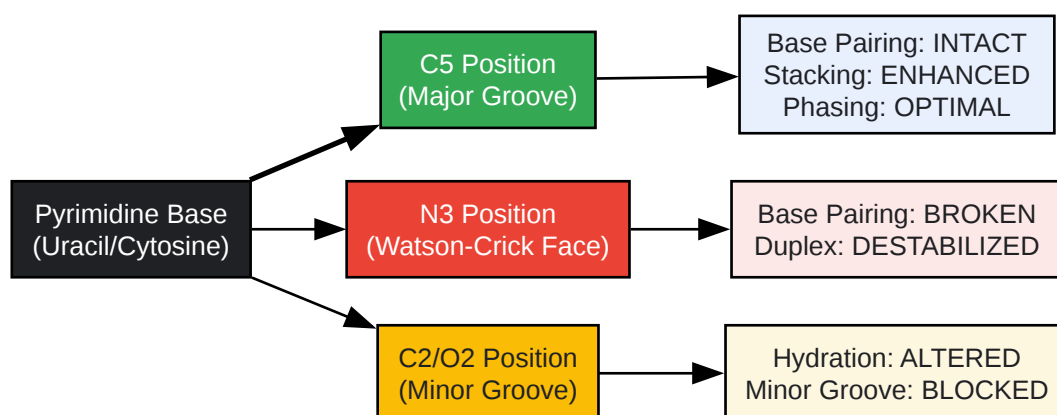 Pyrimidine Base
(Uracil/Cytosine)
C5 Position
(Major Groove)
Base Pairing: INTACT
Stacking: ENHANCED
Phasing: OPTIMAL
N3 Position
(Watson-Crick Face)
Base Pairing: BROKEN
Duplex: DESTABILIZED
C2/O2 Position
(Minor Groove)
Hydration: ALTERED
Minor Groove: BLOCKED